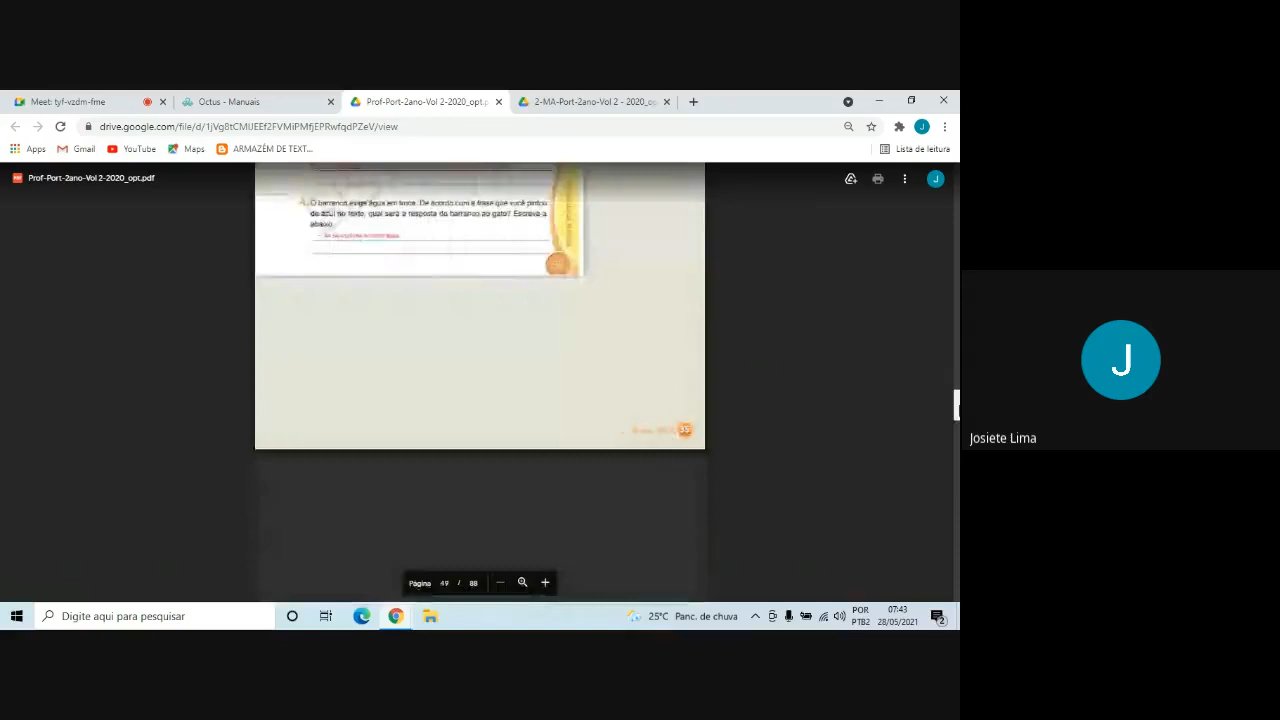 Meet: tyf-vzdm-fme
Octus - Manuais
Prof-Port-2ano-Vol 2-2020_opt.p
2-MA-Port-2ano-Vol 2 - 2020_op
drive.google.com/file/d/1jVg8tCMIJEEf2FVMiPMfjEPRwfqdPZeV/view
Apps
Gmail
YouTube
Maps
ARMAZÉM DE TEXT...
Lista de leitura
Prof-Port-2ano-Vol 2-2020_opt.pdf
J
O barranco exige água em troca. De acordo com a frase que você pintou
de azul no texto, qual será a resposta do barranco ao gato? Escreva-a
abaixo.
35
Página 49 / 88
J
Josiete Lima
Digite aqui para pesquisar
25°C Panc. de chuva
POR
PTB2
07:43
28/05/2021
2